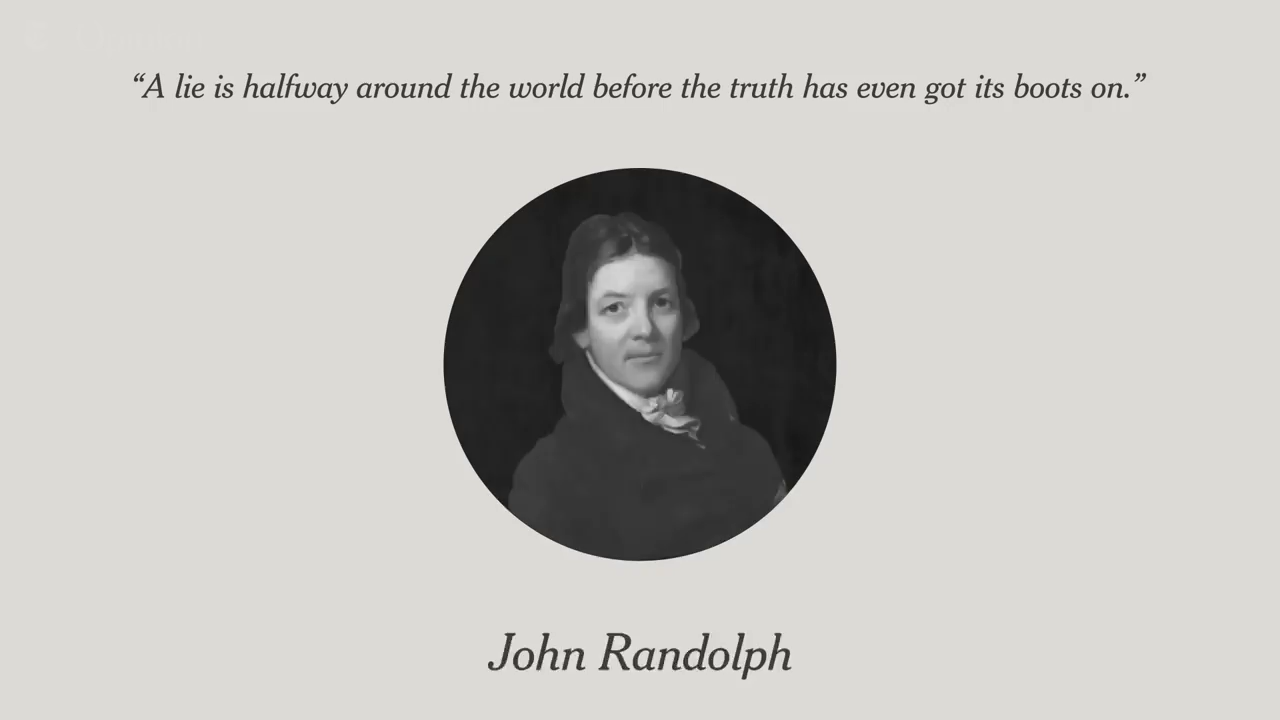 “A lie is halfway around the world before the truth has even got its boots on.”
John Randolph